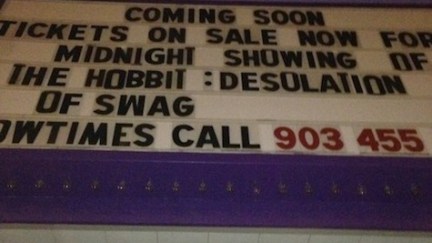 COMING SOON
TICKETS ON SALE NOW FOR
MIDNIGHT SHOWING OF
THE HOBBIT :DESOLATION
OF SWAG
OWTIMES CALL 903 455